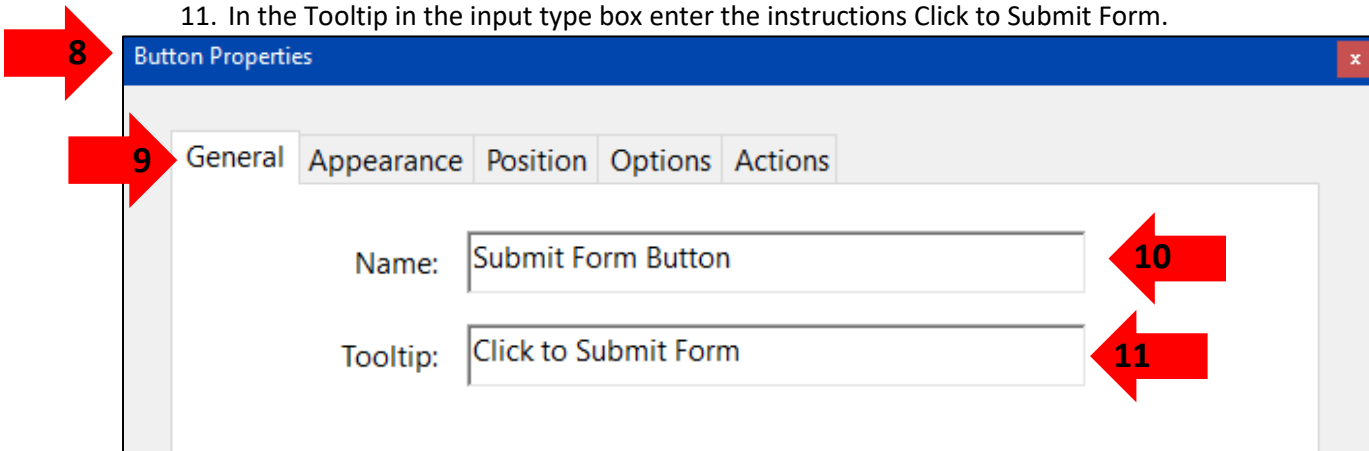 11. In the Tooltip in the input type box enter the instructions Click to Submit Form.
8
Button Properties
x
9
General Appearance Position Options Actions
Name: Submit Form Button
10
Tooltip: Click to Submit Form
11